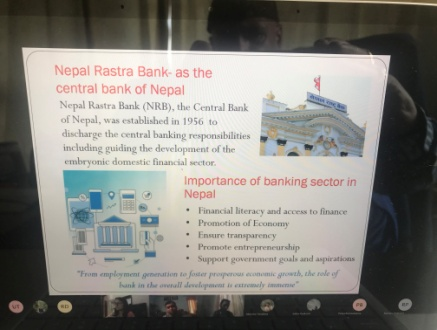 Nepal Rastra Bank- as the
central bank of Nepal
Nepal Rastra Bank (NRB), the Central Bank
of Nepal, was established in 1956 to
discharge the central banking responsibilities
including guiding the development of the
embryonic domestic financial sector.
Importance of banking sector in
Nepal
• Financial literacy and access to finance
• Promotion of Economy
• Ensure transparency
• Promote entrepreneurship
• Support government goals and aspirations
"From employment generation to foster prosperous economic growth, the role of
bank in the overall development is extremely immense"